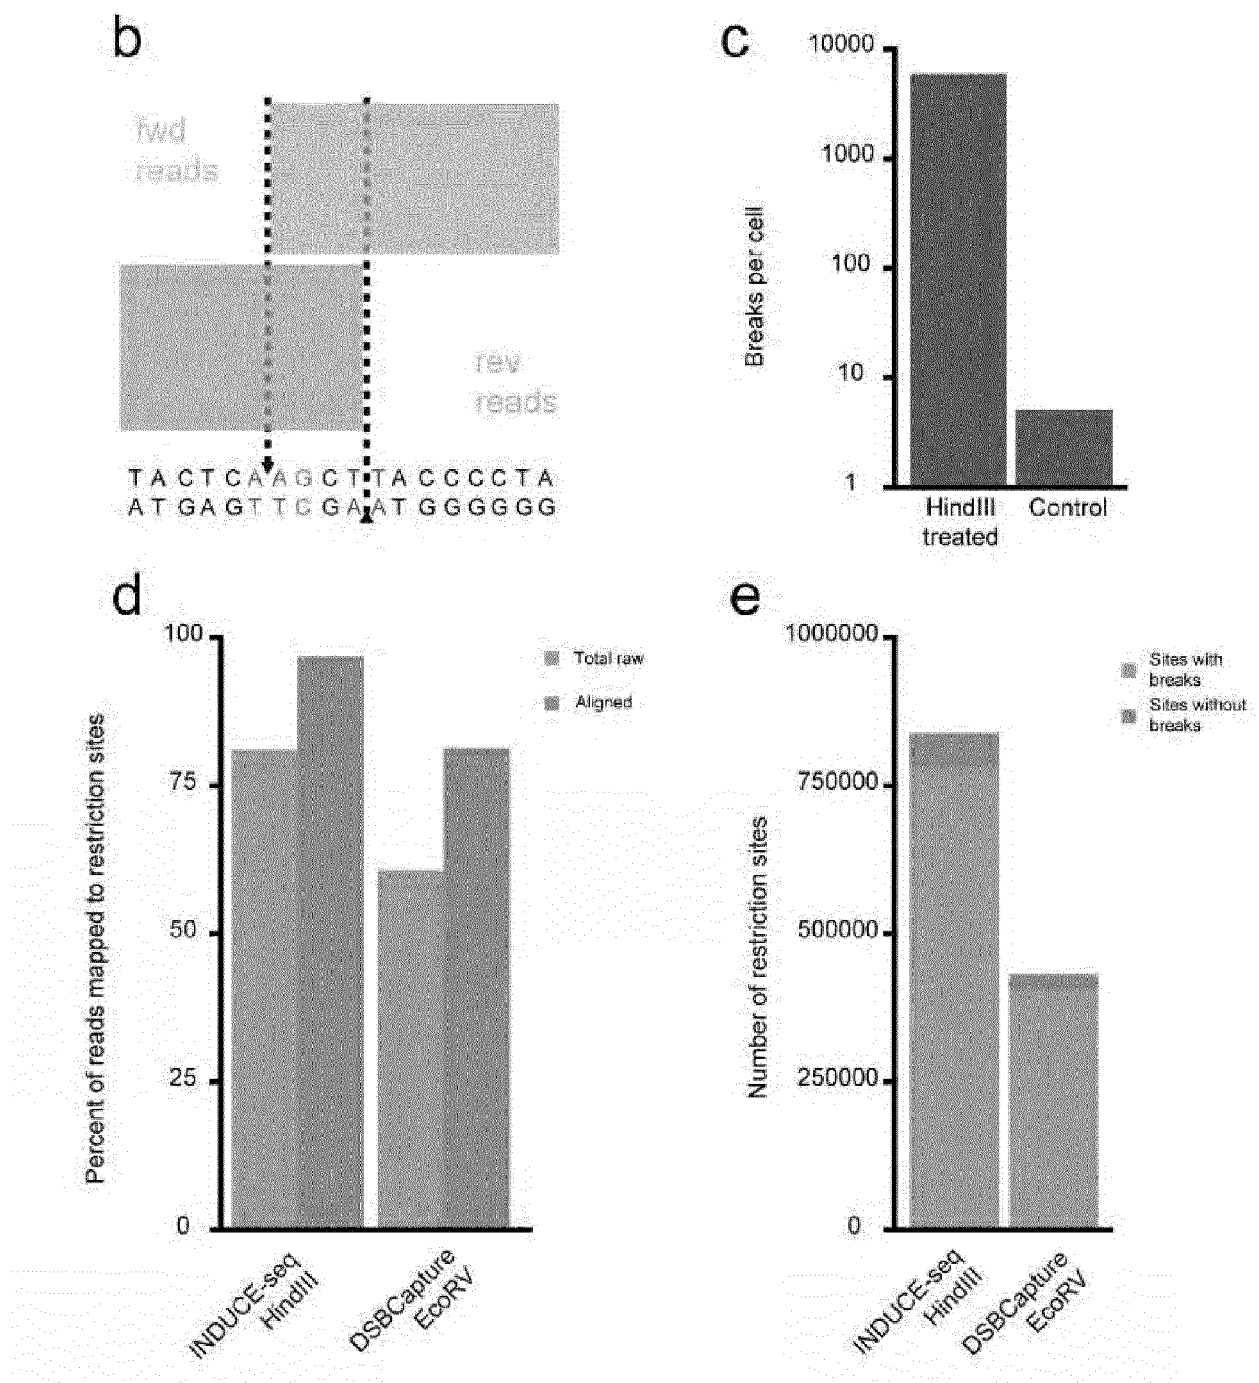 b
fwd
reads
rev
reads
T A C T C A A G C T T A C C C C T A
A T G A G T T C G A A T G G G G G G
c
10000
1000
100
10
1
Breaks per cell
HindIII
treated
Control
d
100
75
50
25
0
Percent of reads mapped to restriction sites
Total raw
Aligned
INDUCE-seq
HindIII
DSBCapture
EcoRV
e
1000000
750000
500000
250000
0
Number of restriction sites
Sites with
breaks
Sites without
breaks
INDUCE-seq
HindIII
DSBCapture
EcoRV